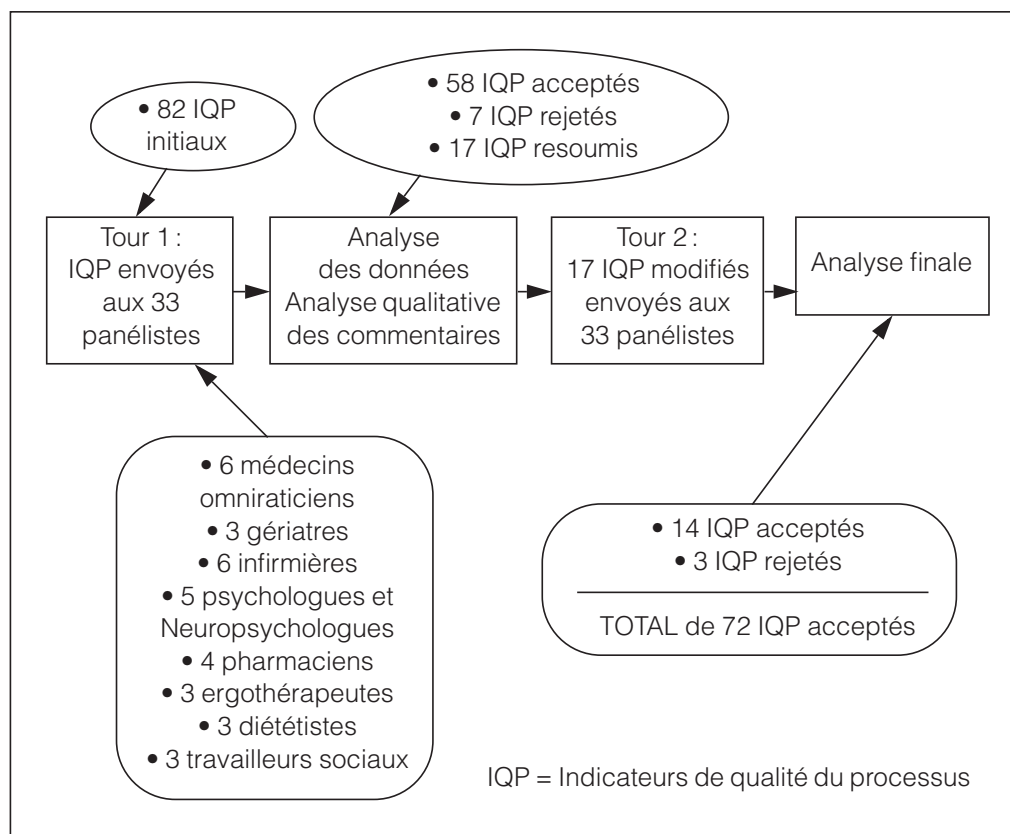 • 82 IQP
initiaux
• 58 IQP acceptés
• 7 IQP rejetés
• 17 IQP resoumis
Tour 1 :
IQP envoyés
aux 33
panélistes
Analyse
des données
Analyse qualitative
des commentaires
Tour 2 :
17 IQP modifiés
envoyés aux
33 panélistes
Analyse finale
• 6 médecins
omniraticiens
• 3 gériatres
• 6 infirmières
• 5 psychologues et
Neuropsychologues
• 4 pharmaciens
• 3 ergothérapeutes
• 3 diététistes
• 3 travailleurs sociaux
• 14 IQP acceptés
• 3 IQP rejetés
TOTAL de 72 IQP acceptés
IQP = Indicateurs de qualité du processus